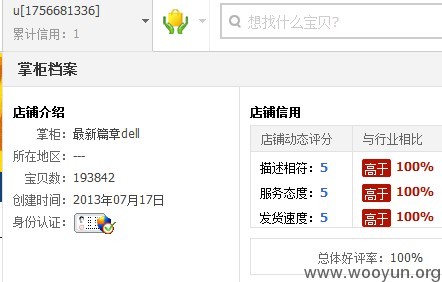 u[1756681336]
累计信用：1
想找什么宝贝?
掌柜档案
店铺介绍
掌柜：最新篇章dell
所在地区：---
宝贝数：193842
创建时间：2013年07月17日
身份认证：
店铺信用
店铺动态评分 与行业相比
描述相符：5 高于 100%
服务态度：5 高于 100%
发货速度：5 高于 100%
总体好评率：100%
www.wooyun.org